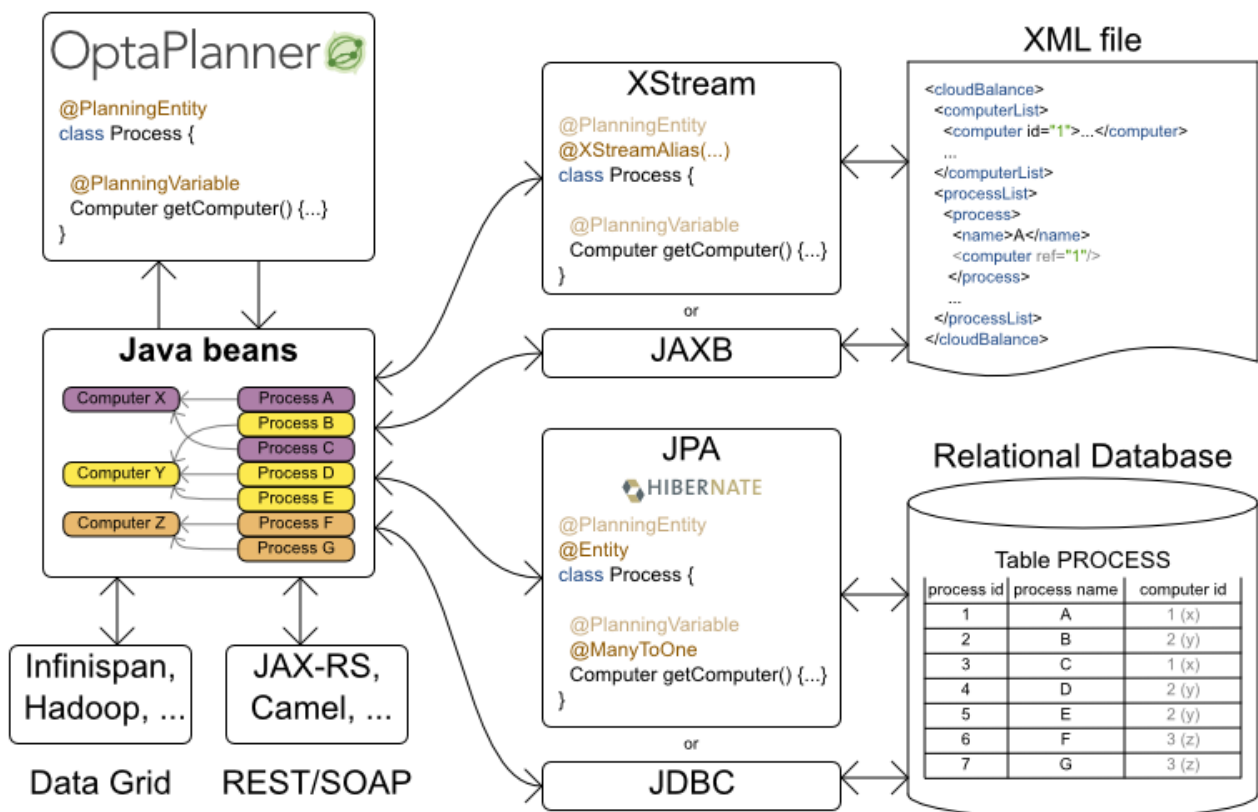 OptaPlanner
@PlanningEntity
class Process {
@PlanningVariable
Computer getComputer() {...}
}
Java beans
Computer X
Computer Y
Computer Z
Process A
Process B
Process C
Process D
Process E
Process F
Process G
Infinispan,
Hadoop, ...
Data Grid
JAX-RS,
Camel, ...
REST/SOAP
XStream
@PlanningEntity
@XStreamAlias(...)
class Process {
@PlanningVariable
Computer getComputer() {...}
}
or
JAXB
JPA
HIBERNATE
@PlanningEntity
@Entity
class Process {
@PlanningVariable
@ManyToOne
Computer getComputer() {...}
}
or
JDBC
XML file
<cloudBalance>
<computerList>
<computer id="1">...</computer>
...
</computerList>
<processList>
<process>
<name>A</name>
<computer ref="1"/>
</process>
...
</processList>
</cloudBalance>
Relational Database
Table PROCESS
process id process name computer id
1 A 1 (x)
2 B 2 (y)
3 C 1 (x)
4 D 2 (y)
5 E 2 (y)
6 F 3 (z)
7 G 3 (z)